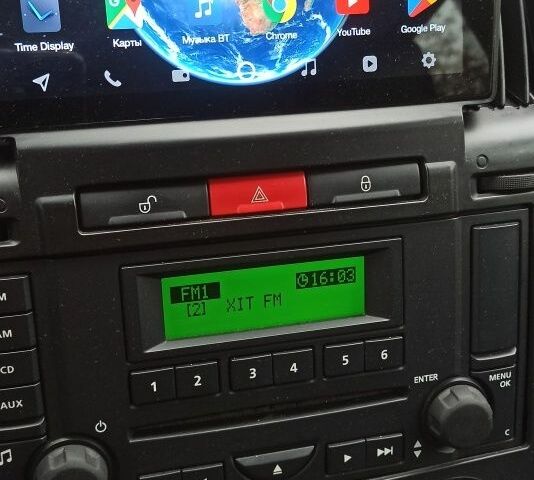 Time Display Карты Музыка BT Chrome YouTube Google Play
FM1 16:03
[2] XIT FM
1 2 3 4 5 6
AM
CD
AUX
ENTER
MENU
OK
C